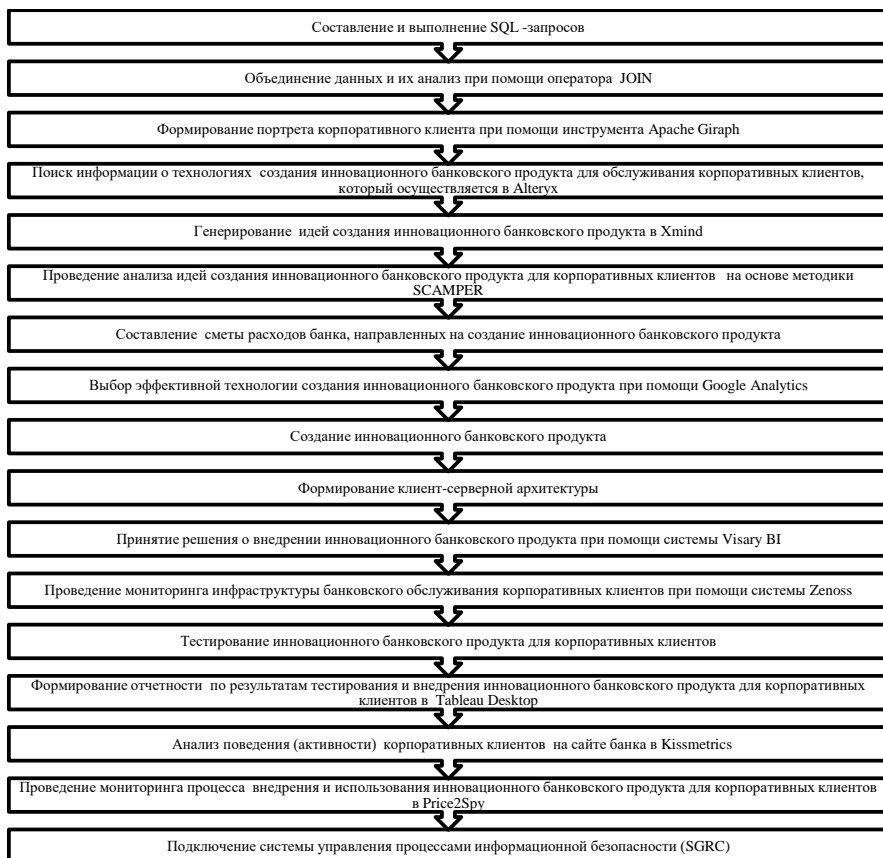 Составление и выполнение SQL -запросов
Объединение данных и их анализ при помощи оператора JOIN
Формирование портрета корпоративного клиента при помощи инструмента Apache Giraph
Поиск информации о технологиях создания инновационного банковского продукта для обслуживания корпоративных клиентов,
который осуществляется в Alteryx
Генерирование идей создания инновационного банковского продукта в Xmind
Проведение анализа идей создания инновационного банковского продукта для корпоративных клиентов на основе методики
SCAMPER
Составление сметы расходов банка, направленных на создание инновационного банковского продукта
Выбор эффективной технологии создания инновационного банковского продукта при помощи Google Analytics
Создание инновационного банковского продукта
Формирование клиент-серверной архитектуры
Принятие решения о внедрении инновационного банковского продукта при помощи системы Visary BI
Проведение мониторинга инфраструктуры банковского обслуживания корпоративных клиентов при помощи системы Zenoss
Тестирование инновационного банковского продукта для корпоративных клиентов
Формирование отчетности по результатам тестирования и внедрения инновационного банковского продукта для корпоративных
клиентов в Tableau Desktop
Анализ поведения (активности) корпоративных клиентов на сайте банка в Kissmetrics
Проведение мониторинга процесса внедрения и использования инновационного банковского продукта для корпоративных клиентов
в Price2Spy
Подключение системы управления процессами информационной безопасности (SGRC)